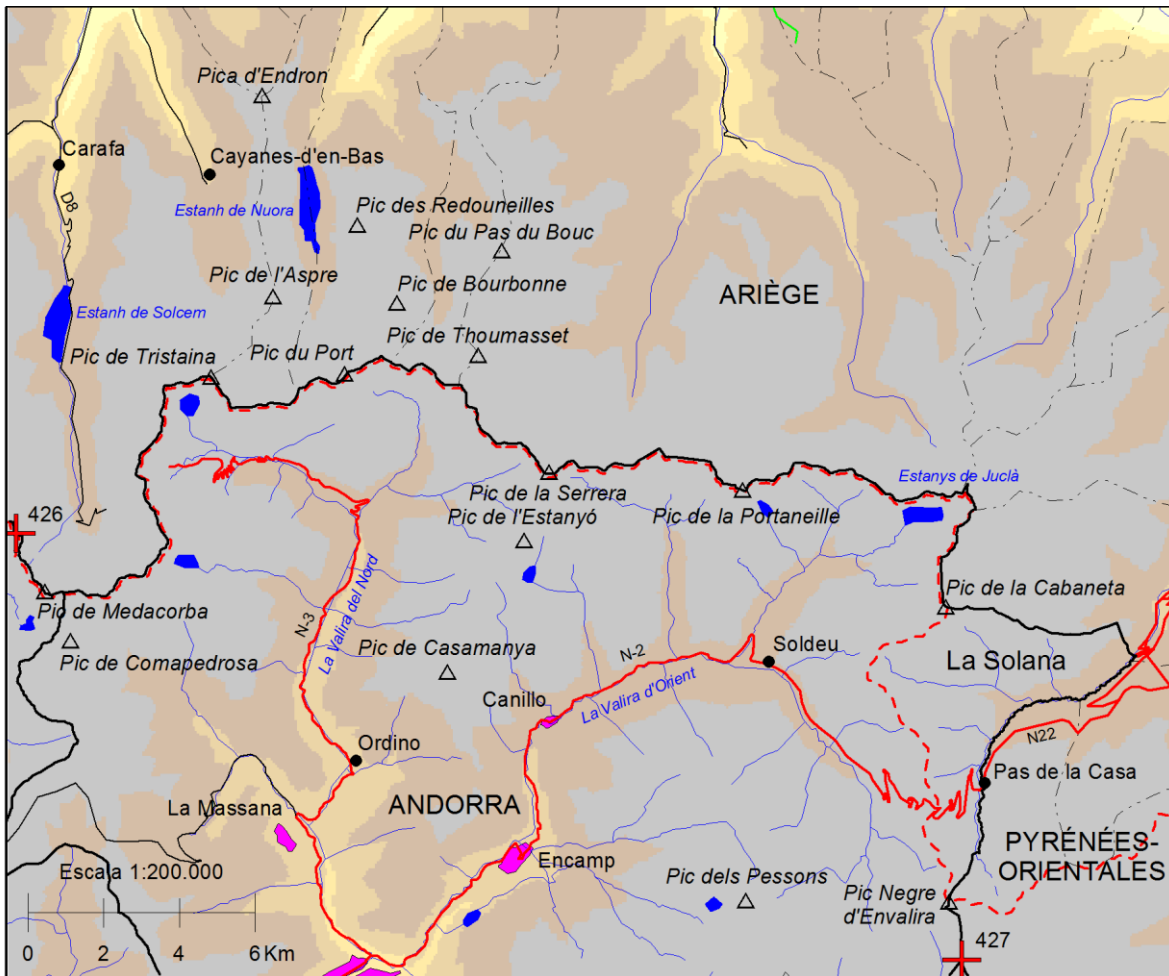 Pica d'Endron
Carafa
Cayanes-d'en-Bas
D8
Estanh de Nuora
Pic des Redouneilles
Pic du Pas du Bouc
Pic de l'Aspre
Pic de Bourbonne
ARIÈGE
Estanh de Solcem
Pic de Thoumasset
Pic de Tristaina
Pic du Port
Estanys de Juclà
Pic de la Serrera
Pic de l'Estanyó
Pic de la Portaneille
426
Pic de Medacorba
Pic de la Cabaneta
N-3
La Valira del Nord
Pic de Comapedrosa
Pic de Casamanya
N-2
Soldeu
La Solana
Canillo
La Valira d'Orient
Ordino
N22
Pas de la Casa
La Massana
ANDORRA
PYRÉNÉES-
ORIENTALES
Encamp
Escala 1:200.000
Pic dels Pessons
Pic Negre
d'Envalira
0 2 4 6 Km
427